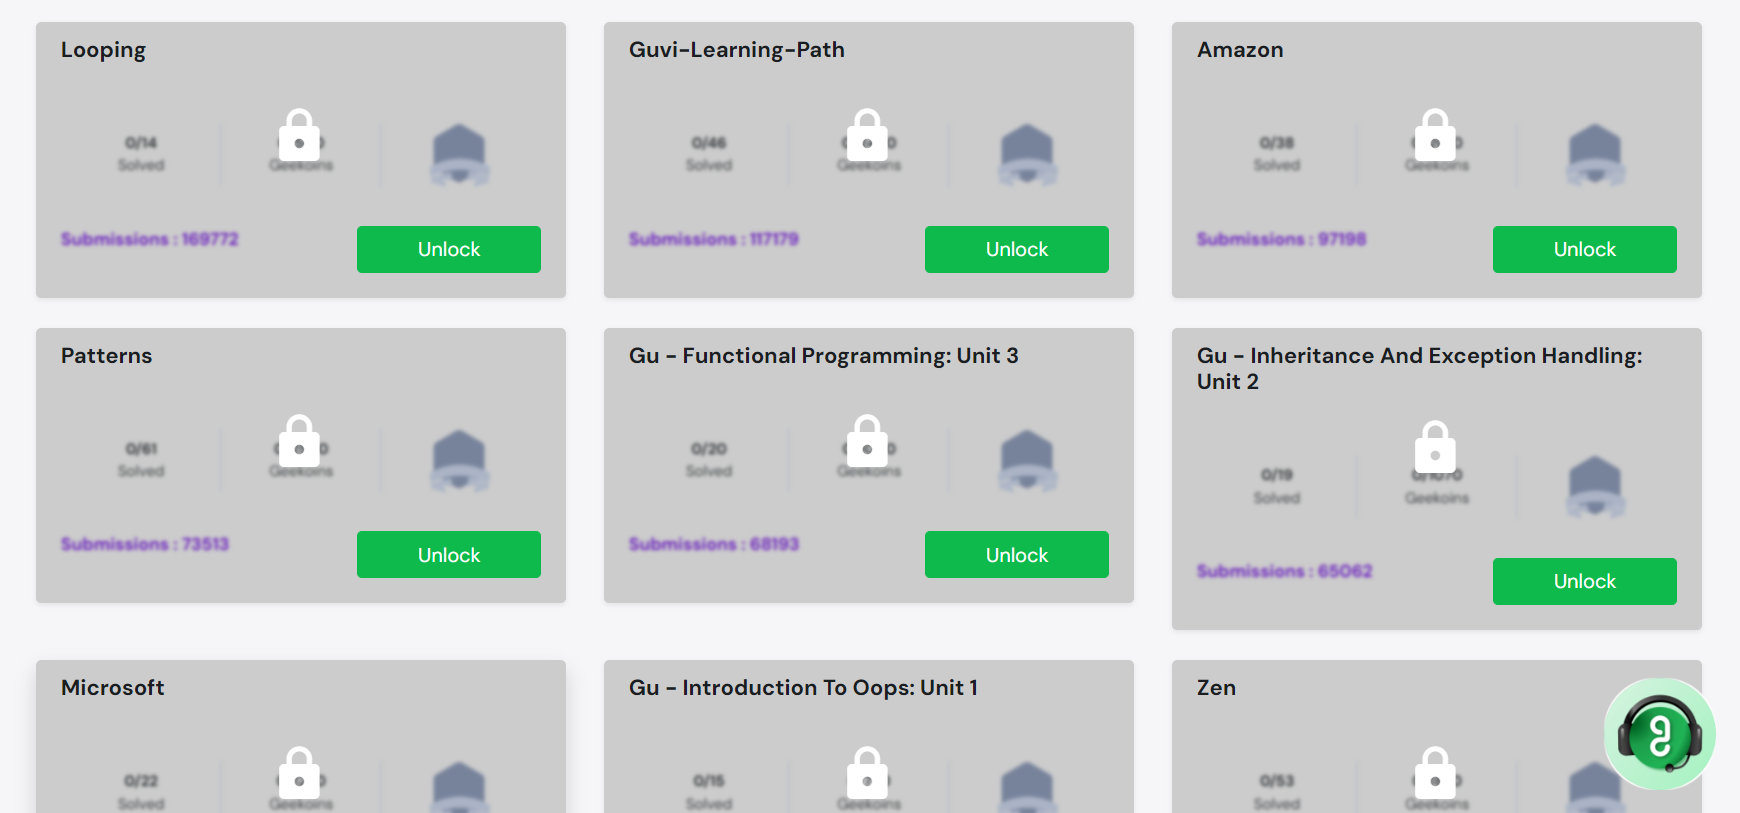 Looping
Guvi-Learning-Path
Amazon
0/14
0/46
0/38
Solved
Geekoins
Solved
Geekoins
Solved
Geekoins
Submissions : 169772
Unlock
Submissions : 117179
Unlock
Submissions : 97198
Unlock
Patterns
Gu - Functional Programming: Unit 3
Gu - Inheritance And Exception Handling:
Unit 2
0/61
0/20
Solved
Geekoins
Solved
Geekoins
0/19
0/1070
Solved
Geekoins
Submissions : 73513
Unlock
Submissions : 68193
Unlock
Submissions : 65062
Unlock
Microsoft
Gu - Introduction To Oops: Unit 1
Zen
0/22
0/15
0/53
Solved
Geekoins
Solved
Geekoins
Solved
Geekoins